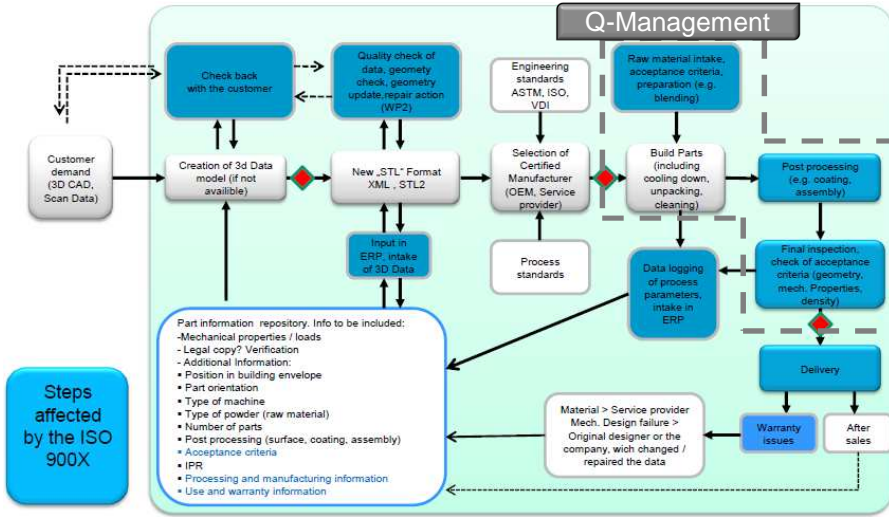 Q-Management
Check back
with the customer
Quality check of
data, geomety
check, geometry
update,repair action
(WP2)
Engineering
standards
ASTM, ISO,
VDI
Raw material intake,
acceptance criteria,
preparation (e.g.
blending)
Customer
demand
(3D CAD,
Scan Data)
Creation of 3d Data
model (if not
availible)
New „STL“ Format
XML , STL2
Selection of
Certified
Manufacturer
(OEM, Service
provider)
Build Parts
(including
cooling down,
unpacking,
cleaning)
Post processing
(e.g. coating,
assembly)
Input in
ERP, intake
of 3D Data
Process
standards
Data logging
of process
parameters,
intake in
ERP
Final inspection,
check of acceptance
criteria (geometry,
mech. Properties,
density)
Part information repository. Info to be included:
-Mechanical properties / loads
- Legal copy? Verification
- Additional Information:
▪ Position in building envelope
▪ Part orientation
▪ Type of machine
▪ Type of powder (raw material)
▪ Number of parts
▪ Post processing (surface, coating, assembly)
▪ Acceptance criteria
▪ IPR
▪ Processing and manufacturing information
▪ Use and warranty information
Steps
affected
by the ISO
900X
Material > Service provider
Mech. Design failure >
Original designer or the
company, wich changed /
repaired the data
Delivery
Warranty
issues
After
sales